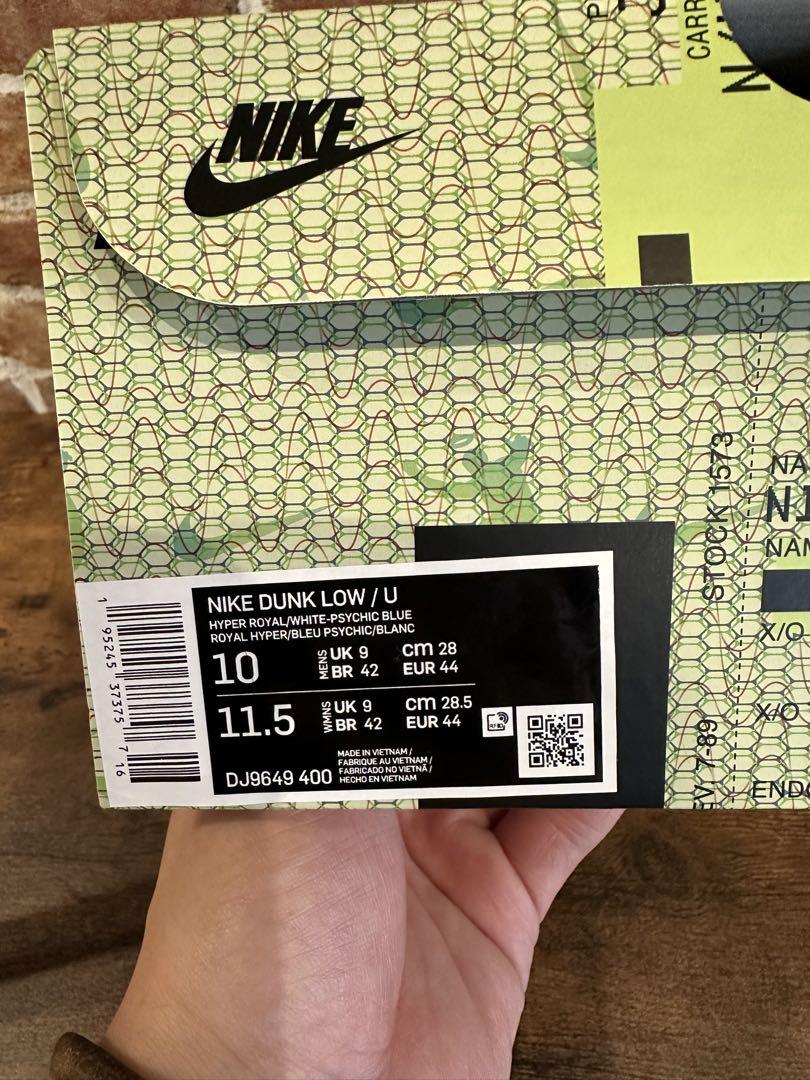 NIKE
CARR
STOCK 1573
NA
NAM
X/O
X/O
ENDO
NIKE DUNK LOW / U
HYPER ROYAL/WHITE-PSYCHIC BLUE
ROYAL HYPER/BLEU PSYCHIC/BLANC
10 MENS UK 9 cm 28
BR 42 EUR 44
11.5 WMNS UK 9 cm 28.5
BR 42 EUR 44
RFID
MADE IN VIETNAM /
FABRIQUE AU VIETNAM /
FABRICADO NO VIETNÃ /
HECHO EN VIETNAM
DJ9649 400
1 95245 37375 7 16